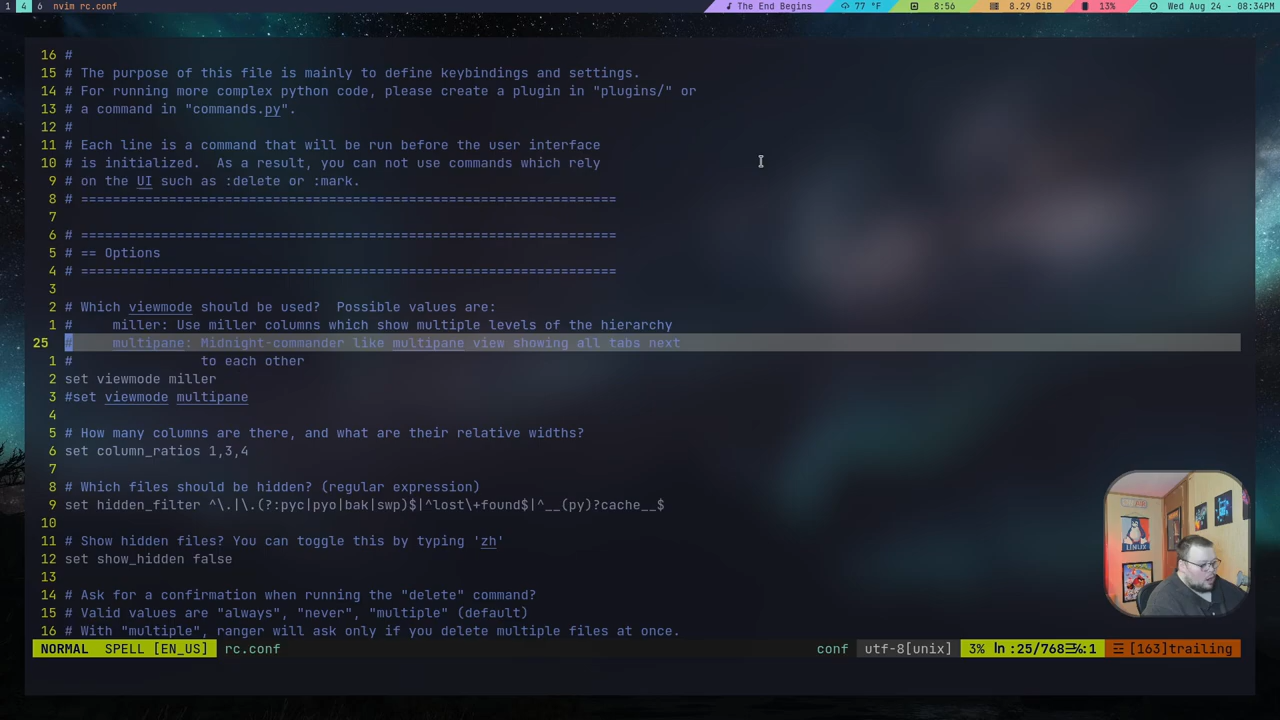 1 4 6 nvim rc.conf The End Begins 77 °F 8:56 8.29 GiB 13% Wed Aug 24 - 08:34PM
16 #
15 # The purpose of this file is mainly to define keybindings and settings.
14 # For running more complex python code, please create a plugin in "plugins/" or
13 # a command in "commands.py".
12 #
11 # Each line is a command that will be run before the user interface
10 # is initialized.  As a result, you can not use commands which rely
9 # on the UI such as :delete or :mark.
8 # ===================================================================
7
6 # ===================================================================
5 # == Options
4 # ===================================================================
3
2 # Which viewmode should be used?  Possible values are:
1 #     miller: Use miller columns which show multiple levels of the hierarchy
25 #     multipane: Midnight-commander like multipane view showing all tabs next
1 #                to each other
2 set viewmode miller
3 #set viewmode multipane
4
5 # How many columns are there, and what are their relative widths?
6 set column_ratios 1,3,4
7
8 # Which files should be hidden? (regular expression)
9 set hidden_filter ^\.|\.(?:pyc|pyo|bak|swp)$|^lost\+found$|^__(py)?cache__$
10
11 # Show hidden files? You can toggle this by typing 'zh'
12 set show_hidden false
13
14 # Ask for a confirmation when running the "delete" command?
15 # Valid values are "always", "never", "multiple" (default)
16 # With "multiple", ranger will ask only if you delete multiple files at once.
NORMAL SPELL [EN_US] rc.conf conf utf-8[unix] 3% ln :25/768☰%:1 ☲ [163]trailing
LINUX